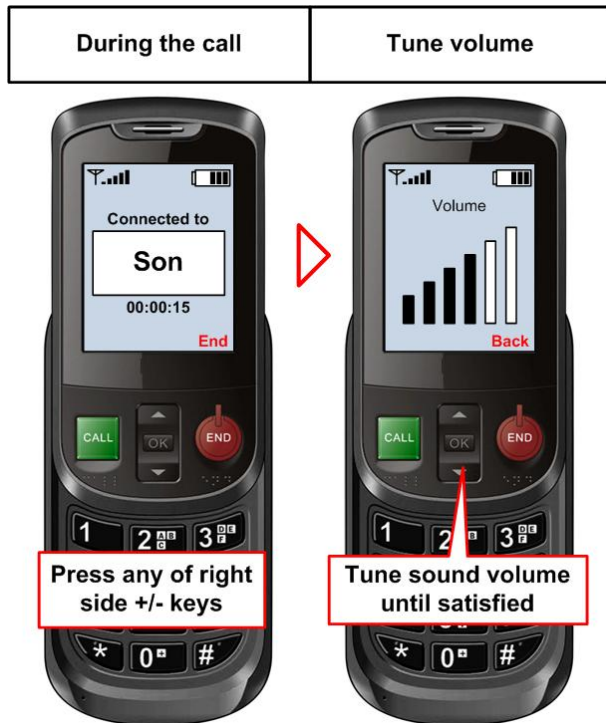 During the call
Tune volume
Connected to
Son
00:00:15
End
CALL
OK
END
1
2 A B C
3 D E F
Press any of right
side +/- keys
*
0
#
Volume
Back
CALL
OK
END
1
2
3 D E F
Tune sound volume
until satisfied
*
0
#